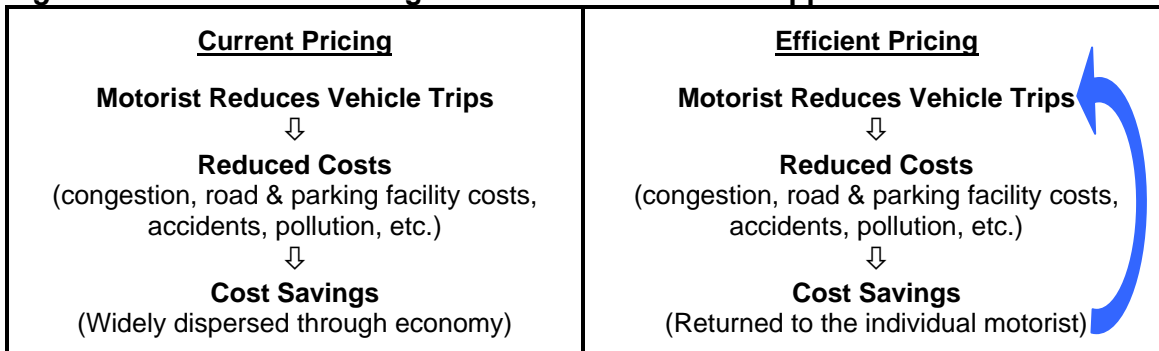 Current Pricing
Motorist Reduces Vehicle Trips
⇩
Reduced Costs
(congestion, road & parking facility costs,
accidents, pollution, etc.)
⇩
Cost Savings
(Widely dispersed through economy)
Efficient Pricing
Motorist Reduces Vehicle Trips
⇩
Reduced Costs
(congestion, road & parking facility costs,
accidents, pollution, etc.)
⇩
Cost Savings
(Returned to the individual motorist)